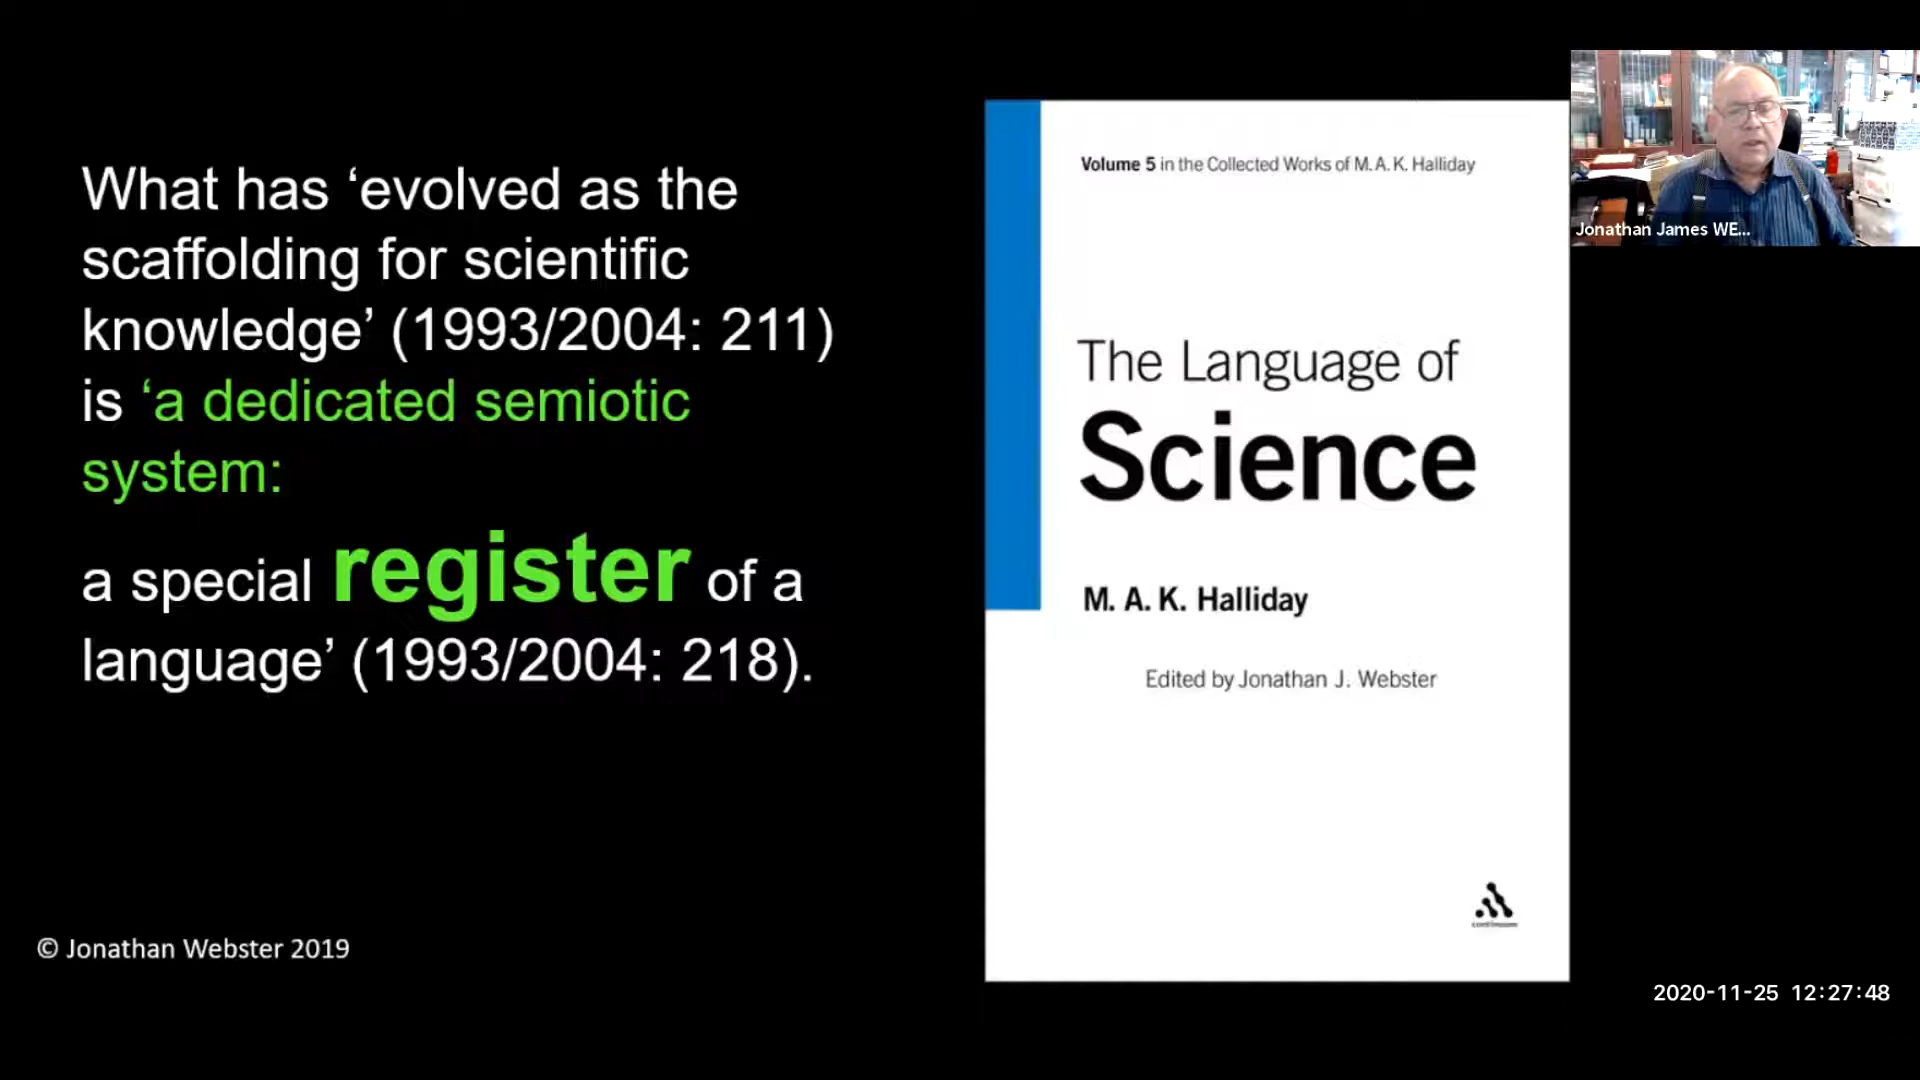 What has ‘evolved as the
scaffolding for scientific
knowledge’ (1993/2004: 211)
is ‘a dedicated semiotic
system:
a special register of a
language’ (1993/2004: 218).
© Jonathan Webster 2019
Volume 5 in the Collected Works of M. A. K. Halliday
The Language of
Science
M. A. K. Halliday
Edited by Jonathan J. Webster
Jonathan James WE...
2020-11-25 12:27:48